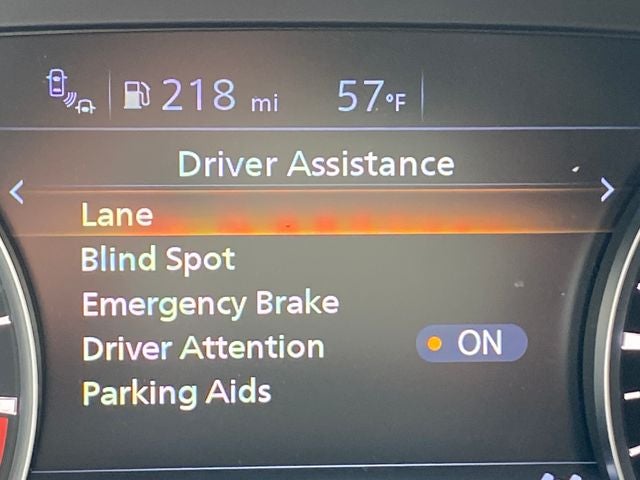 218 mi 57°F
Driver Assistance
Lane
Blind Spot
Emergency Brake
Driver Attention ON
Parking Aids